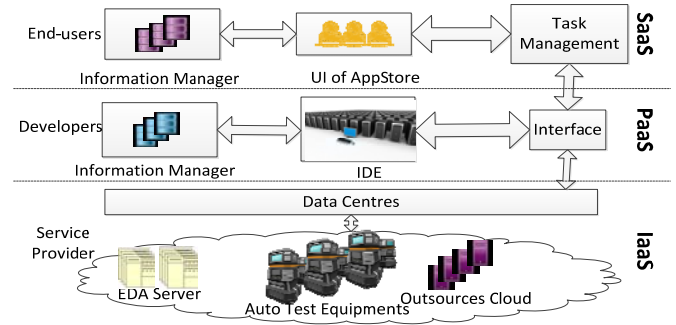 End-users
Information Manager
UI of AppStore
Task
Management
SaaS
Developers
Information Manager
IDE
Interface
PaaS
Data Centres
Service
Provider
EDA Server
Auto Test Equipments
Outsources Cloud
IaaS